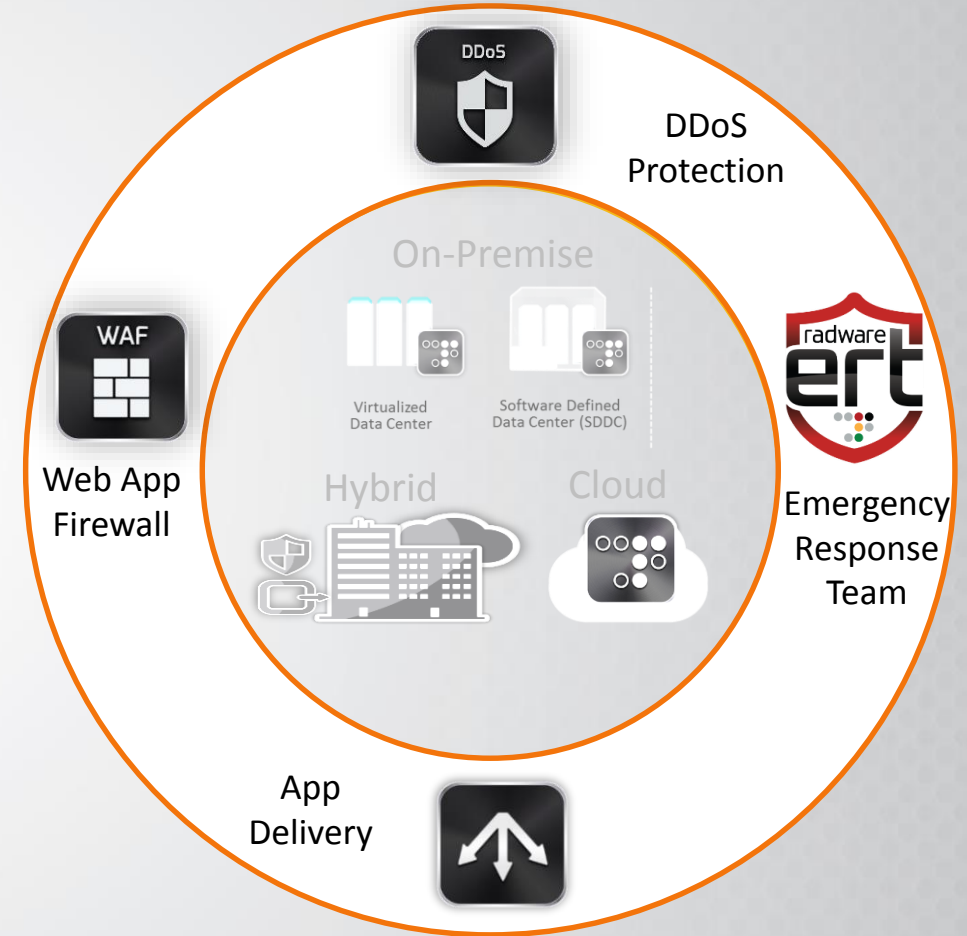 DDoS
DDoS
Protection
On-Premise
Virtualized
Data Center
Software Defined
Data Center (SDDC)
WAF
Web App
Firewall
radware
ert
Emergency
Response
Team
Hybrid
Cloud
App
Delivery